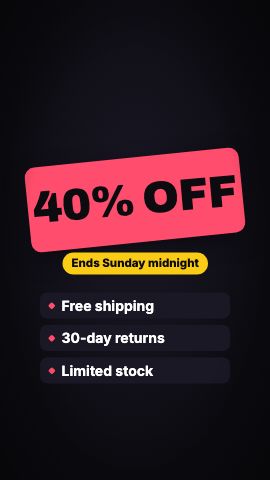 40% OFF
Ends Sunday midnight
Free shipping
30-day returns
Limited stock